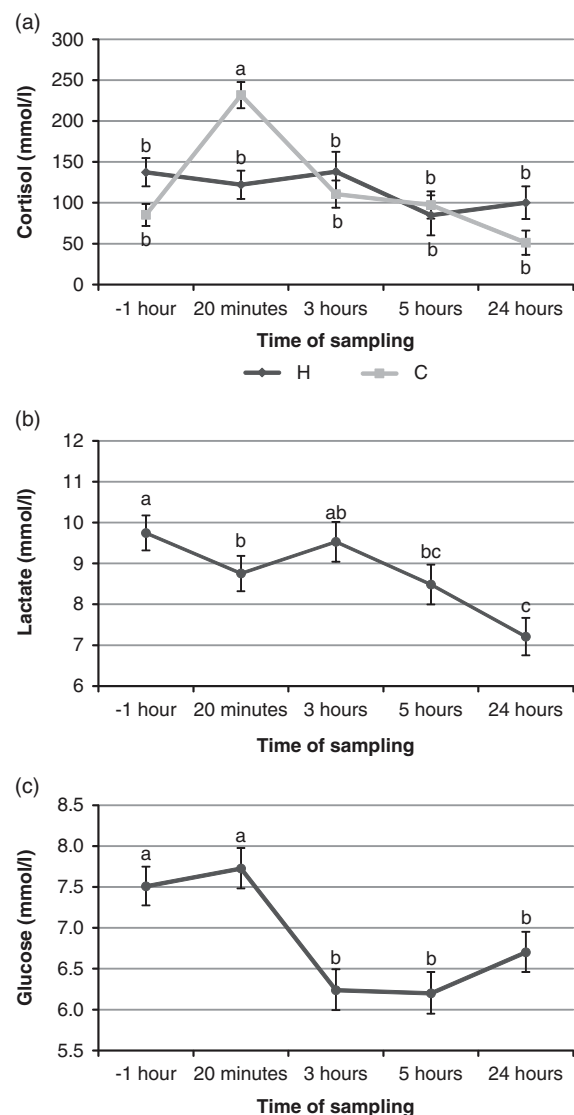 (a)
Cortisol (mmol/l)
300
250
200
150
100
50
0
a
b b b b b
b b b b
-1 hour 20 minutes 3 hours 5 hours 24 hours
Time of sampling
H C
(b)
Lactate (mmol/l)
12
11
10
9
8
7
6
a b ab bc c
-1 hour 20 minutes 3 hours 5 hours 24 hours
Time of sampling
(c)
Glucose (mmol/l)
8.5
8.0
7.5
7.0
6.5
6.0
5.5
a a b b b
-1 hour 20 minutes 3 hours 5 hours 24 hours
Time of sampling